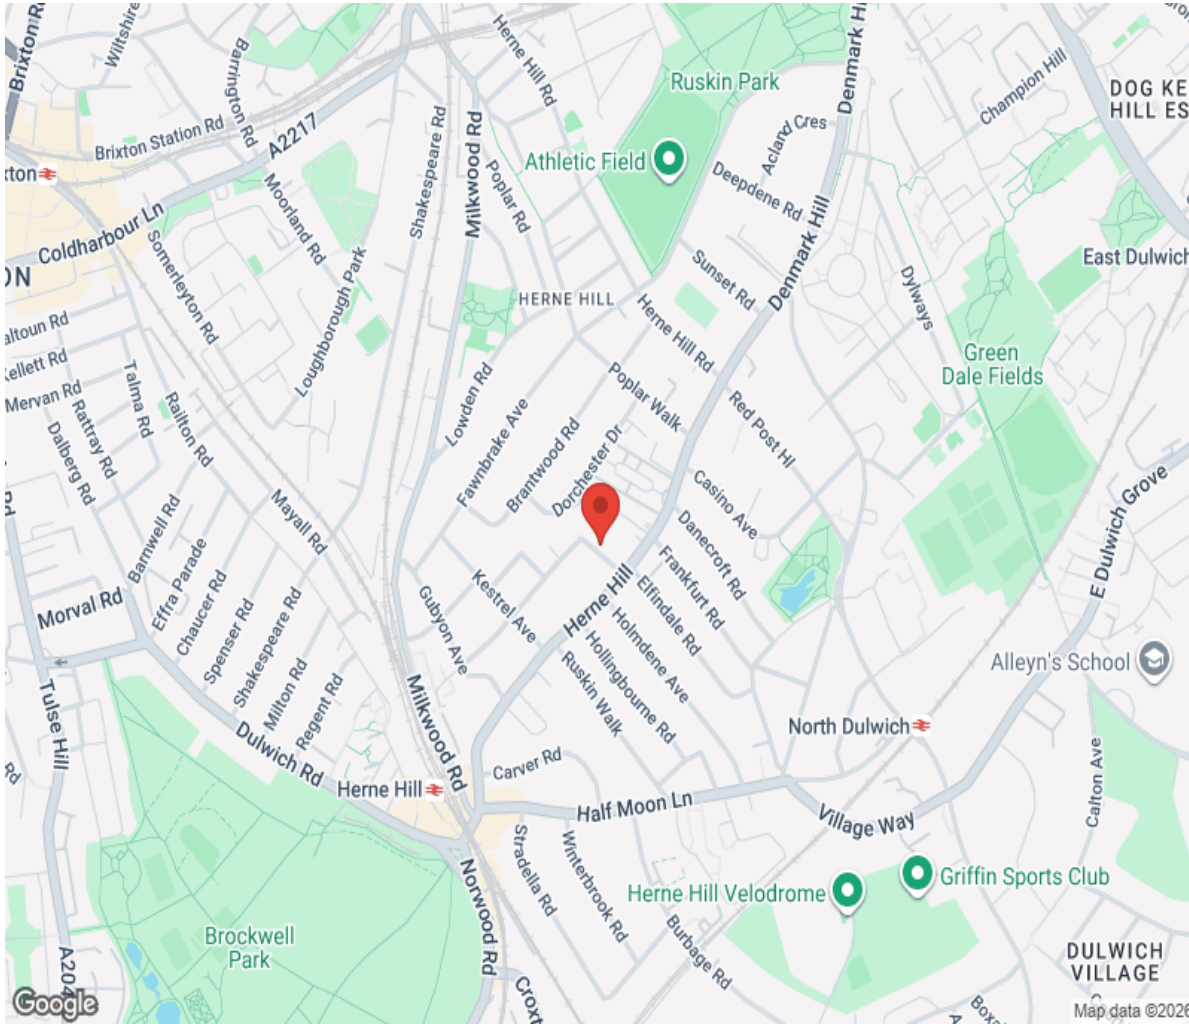 Brixton Rd
Wiltshire
Barrington Rd
Herne Hill Rd
Denmark Hi
Ruskin Park
Champion Hill
DOG KE
HILL ES
Brixton Station Rd
A2217
Shakespeare Rd
Milkwood Rd
Acland Cres
Athletic Field
xton
Poplar Rd
Deepdene Rd
Moorland Rd
Coldharbour Ln
Somerleyton Rd
Loughborough Park
Sunset Rd
Denmark Hill
East Dulwich
ON
HERNE HILL
Dylways
altoun Rd
Herne Hill Rd
Kellett Rd
Green
Dale Fields
Mervan Rd
Talma Rd
Rattray Rd
Railton Rd
Lowden Rd
Poplar Walk
Red Post Hl
Dalberg Rd
Fawnbrake Ave
Brantwood Rd
Dorchester Dr
Casino Ave
E Dulwich Grove
Rd
Barnwell Rd
Mayall Rd
Danecroft Rd
Effra Parade
Frankfurt Rd
Morval Rd
Chaucer Rd
Kestrel Ave
Gubyon Ave
Herne Hill
Elfindale Rd
Spenser Rd
Shakespeare Rd
Holmdene Ave
Hollingbourne Rd
Ruskin Walk
Alleyn's School
Milton Rd
Regent Rd
Tulse Hill
Milkwood Rd
North Dulwich
Dulwich Rd
Rd
Carver Rd
Calton Ave
Herne Hill
Half Moon Ln
Village Way
Stradella Rd
Winterbrook Rd
Norwood Rd
Griffin Sports Club
Herne Hill Velodrome
Brockwell
Park
Burbage Rd
A204
DULWICH
VILLAGE
Croxt
Boxa
Google
Map data ©2026